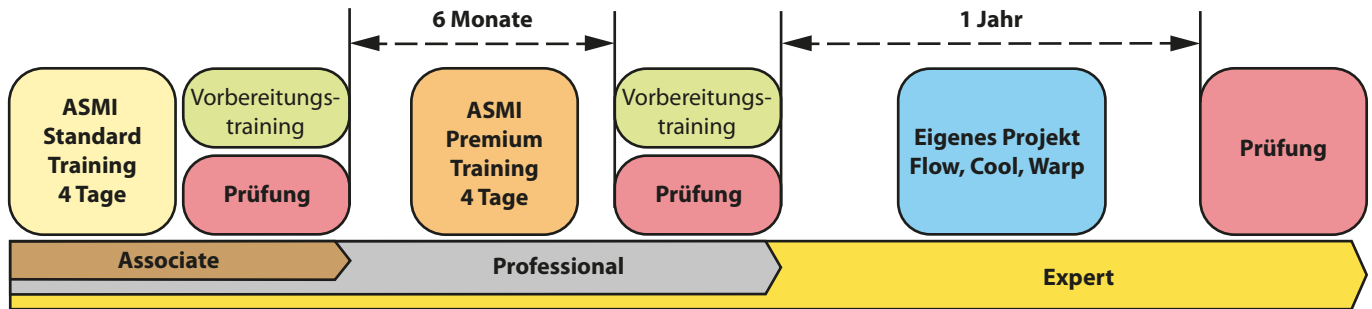 6 Monate
1 Jahr
ASMI
Standard
Training
4 Tage
Vorbereitungs-
training
Prüfung
ASMI
Premium
Training
4 Tage
Vorbereitungs-
training
Prüfung
Eigenes Projekt
Flow, Cool, Warp
Prüfung
Associate
Professional
Expert